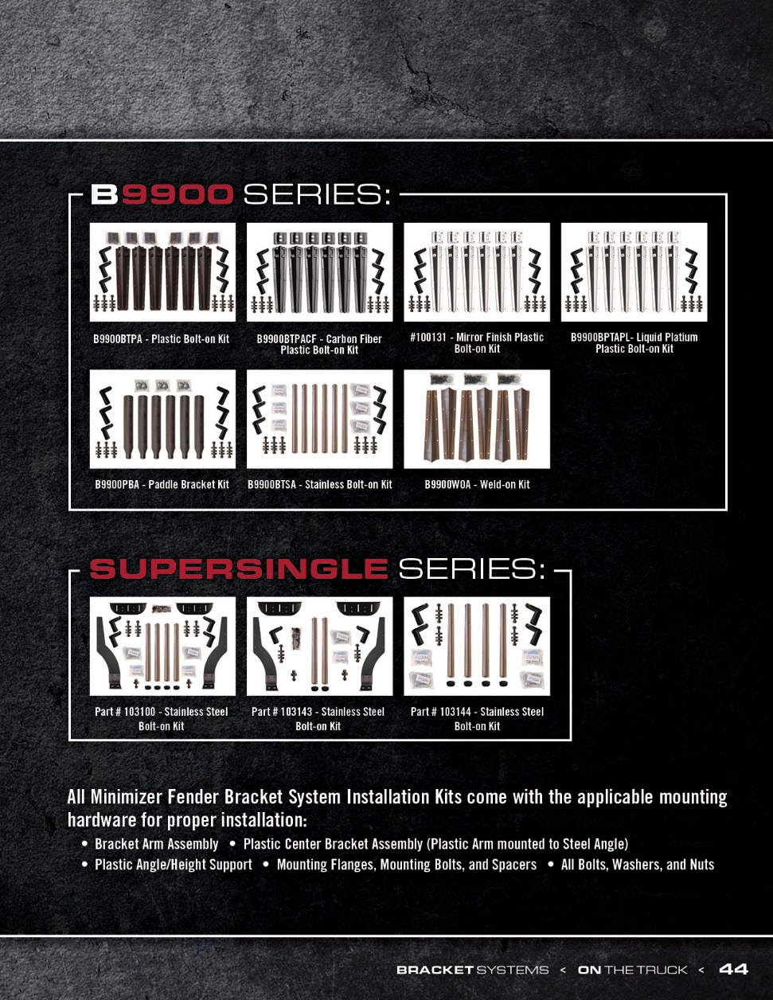 B9900 SERIES:
B9900BTPA - Plastic Bolt-on Kit
B9900BTPACF - Carbon Fiber
Plastic Bolt-on Kit
#100131 - Mirror Finish Plastic
Bolt-on Kit
B9900BPTAPL- Liquid Platium
Plastic Bolt-on Kit
B9900PBA - Paddle Bracket Kit
B9900BTSA - Stainless Bolt-on Kit
B9900WOA - Weld-on Kit
SUPERSINGLE SERIES:
Part # 103100 - Stainless Steel
Bolt-on Kit
Part # 103143 - Stainless Steel
Bolt-on Kit
Part # 103144 - Stainless Steel
Bolt-on Kit
All Minimizer Fender Bracket System Installation Kits come with the applicable mounting
hardware for proper installation:
• Bracket Arm Assembly • Plastic Center Bracket Assembly (Plastic Arm mounted to Steel Angle)
• Plastic Angle/Height Support • Mounting Flanges, Mounting Bolts, and Spacers • All Bolts, Washers, and Nuts
BRACKET SYSTEMS < ON THE TRUCK < 44